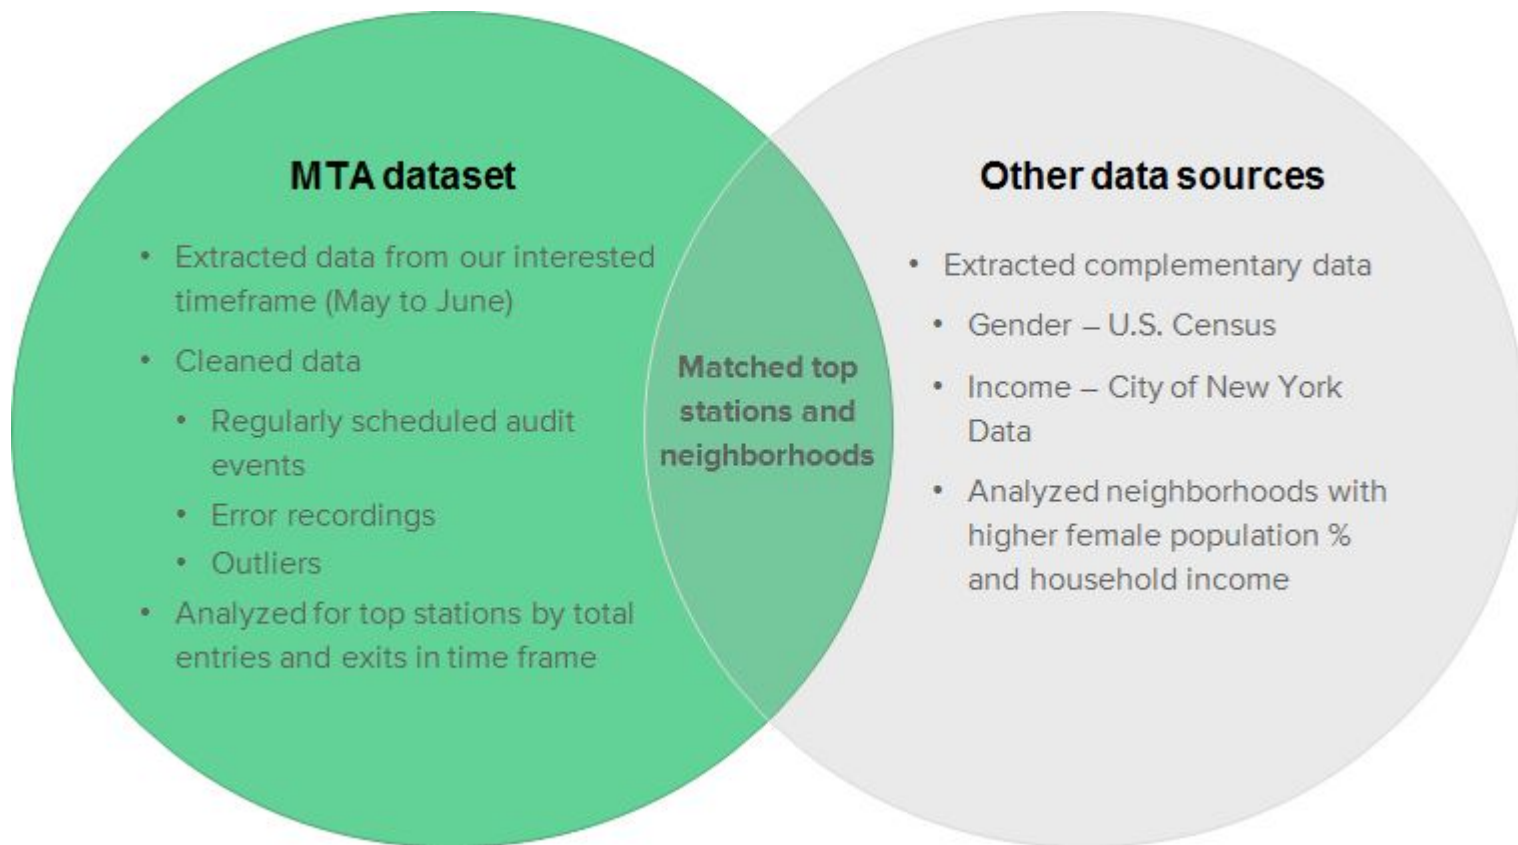 MTA dataset
• Extracted data from our interested
timeframe (May to June)
• Cleaned data
• Regularly scheduled audit
events
• Error recordings
• Outliers
• Analyzed for top stations by total
entries and exits in time frame
Matched top
stations and
neighborhoods
Other data sources
• Extracted complementary data
• Gender – U.S. Census
• Income – City of New York
Data
• Analyzed neighborhoods with
higher female population %
and household income